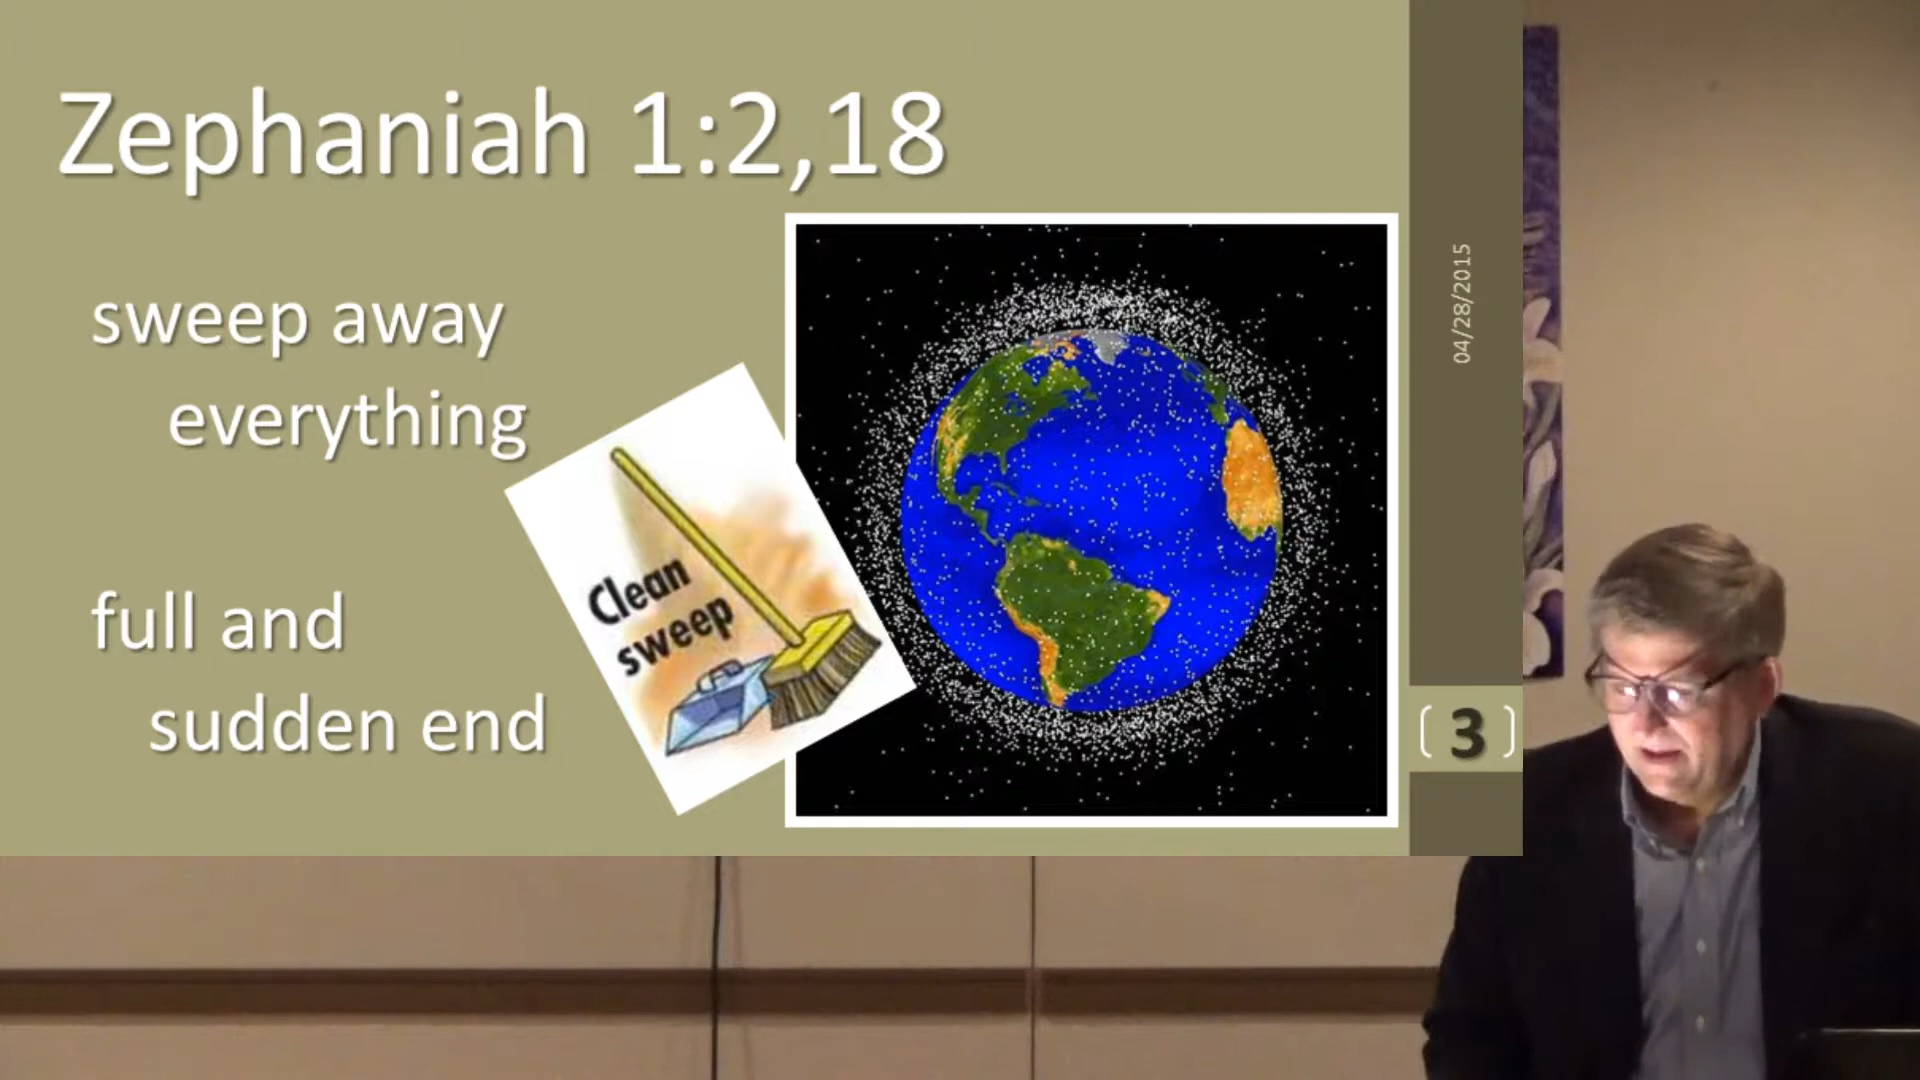 Zephaniah 1:2,18
sweep away
everything
full and
sudden end
Clean
sweep
04/28/2015
3